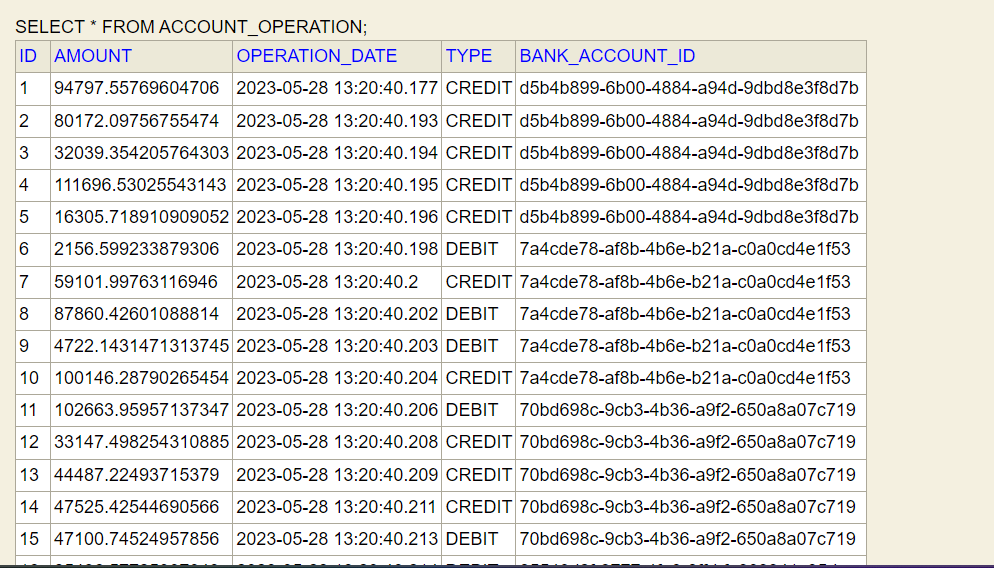 SELECT * FROM ACCOUNT_OPERATION;
ID AMOUNT OPERATION_DATE TYPE BANK_ACCOUNT_ID
1 94797.55769604706 2023-05-28 13:20:40.177 CREDIT d5b4b899-6b00-4884-a94d-9dbd8e3f8d7b
2 80172.09756755474 2023-05-28 13:20:40.193 CREDIT d5b4b899-6b00-4884-a94d-9dbd8e3f8d7b
3 32039.354205764303 2023-05-28 13:20:40.194 CREDIT d5b4b899-6b00-4884-a94d-9dbd8e3f8d7b
4 111696.53025543143 2023-05-28 13:20:40.195 CREDIT d5b4b899-6b00-4884-a94d-9dbd8e3f8d7b
5 16305.718910909052 2023-05-28 13:20:40.196 CREDIT d5b4b899-6b00-4884-a94d-9dbd8e3f8d7b
6 2156.599233879306 2023-05-28 13:20:40.198 DEBIT 7a4cde78-af8b-4b6e-b21a-c0a0cd4e1f53
7 59101.99763116946 2023-05-28 13:20:40.2 CREDIT 7a4cde78-af8b-4b6e-b21a-c0a0cd4e1f53
8 87860.42601088814 2023-05-28 13:20:40.202 DEBIT 7a4cde78-af8b-4b6e-b21a-c0a0cd4e1f53
9 4722.1431471313745 2023-05-28 13:20:40.203 DEBIT 7a4cde78-af8b-4b6e-b21a-c0a0cd4e1f53
10 100146.28790265454 2023-05-28 13:20:40.204 CREDIT 7a4cde78-af8b-4b6e-b21a-c0a0cd4e1f53
11 102663.95957137347 2023-05-28 13:20:40.206 DEBIT 70bd698c-9cb3-4b36-a9f2-650a8a07c719
12 33147.498254310885 2023-05-28 13:20:40.208 CREDIT 70bd698c-9cb3-4b36-a9f2-650a8a07c719
13 44487.22493715379 2023-05-28 13:20:40.209 CREDIT 70bd698c-9cb3-4b36-a9f2-650a8a07c719
14 47525.42544690566 2023-05-28 13:20:40.211 CREDIT 70bd698c-9cb3-4b36-a9f2-650a8a07c719
15 47100.74524957856 2023-05-28 13:20:40.213 DEBIT 70bd698c-9cb3-4b36-a9f2-650a8a07c719